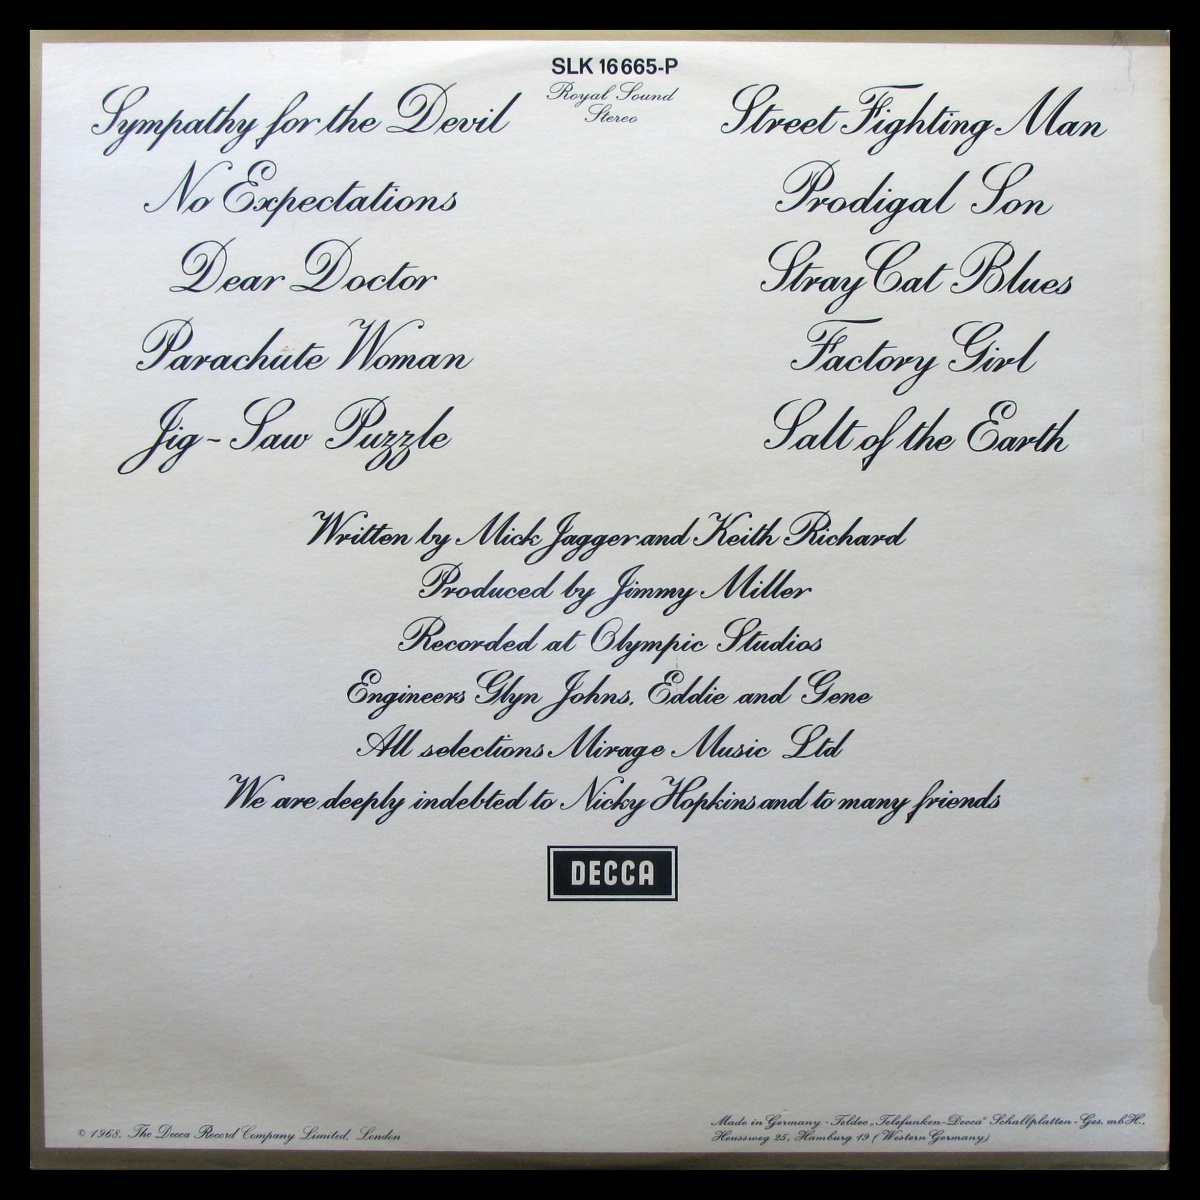 SLK 16665-P
Royal Sound
Stereo
Sympathy for the Devil
No Expectations
Dear Doctor
Parachute Woman
Jig-Saw Puzzle
Street Fighting Man
Prodigal Son
Stray Cat Blues
Factory Girl
Salt of the Earth
Written by Mick Jagger and Keith Richard
Produced by Jimmy Miller
Recorded at Olympic Studios
Engineers Glyn Johns, Eddie and Gene
All selections Mirage Music Ltd
We are deeply indebted to Nicky Hopkins and to many friends
DECCA
© 1968, The Decca Record Company Limited, London
Made in Germany · Teldec „Telefunken-Decca" Schallplatten-Ges. mbH.,
Heussweg 25, Hamburg 19 (Western Germany)